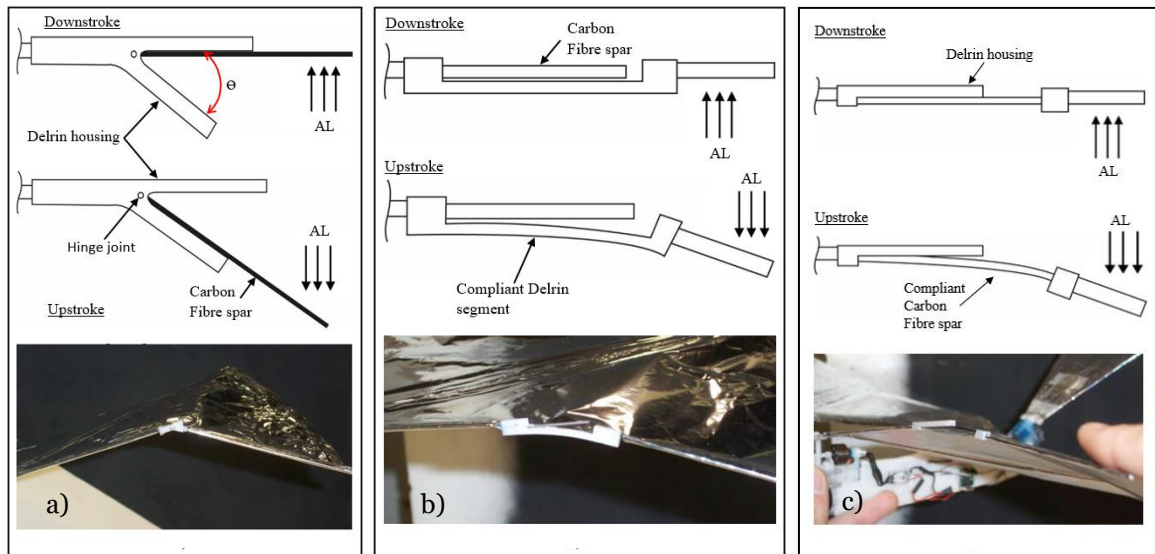 Downstroke
Θ
AL
Delrin housing
AL
Hinge joint
Carbon
Fibre spar
Upstroke
a)
Downstroke
Carbon
Fibre spar
AL
Upstroke
AL
Compliant Delrin
segment
b)
Downstroke
Delrin housing
AL
Upstroke
AL
Compliant
Carbon
Fibre spar
c)